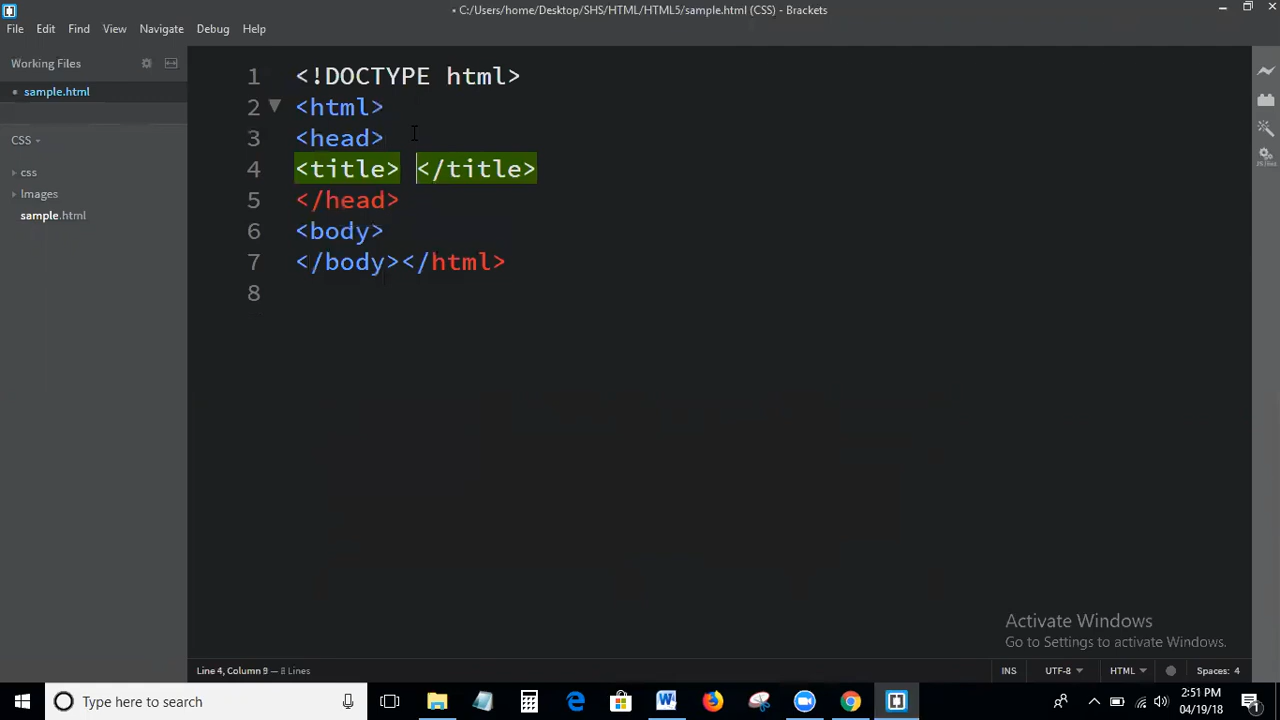 • C:/Users/home/Desktop/SHS/HTML/HTML5/sample.html (CSS) - Brackets
File Edit View Navigate Debug Help
Working Files
• sample.html
CSS
css
Images
sample.html
1 <!DOCTYPE html>
2 <html>
3 <head>
4 <title> </title>
5 </head>
6 <body>
7 </body></html>
8
Activate Windows
Go to Settings to activate Windows.
Line 4, Column 9 — 8 Lines
INS UTF-8 HTML Spaces: 4
Type here to search
2:51 PM
04/19/18